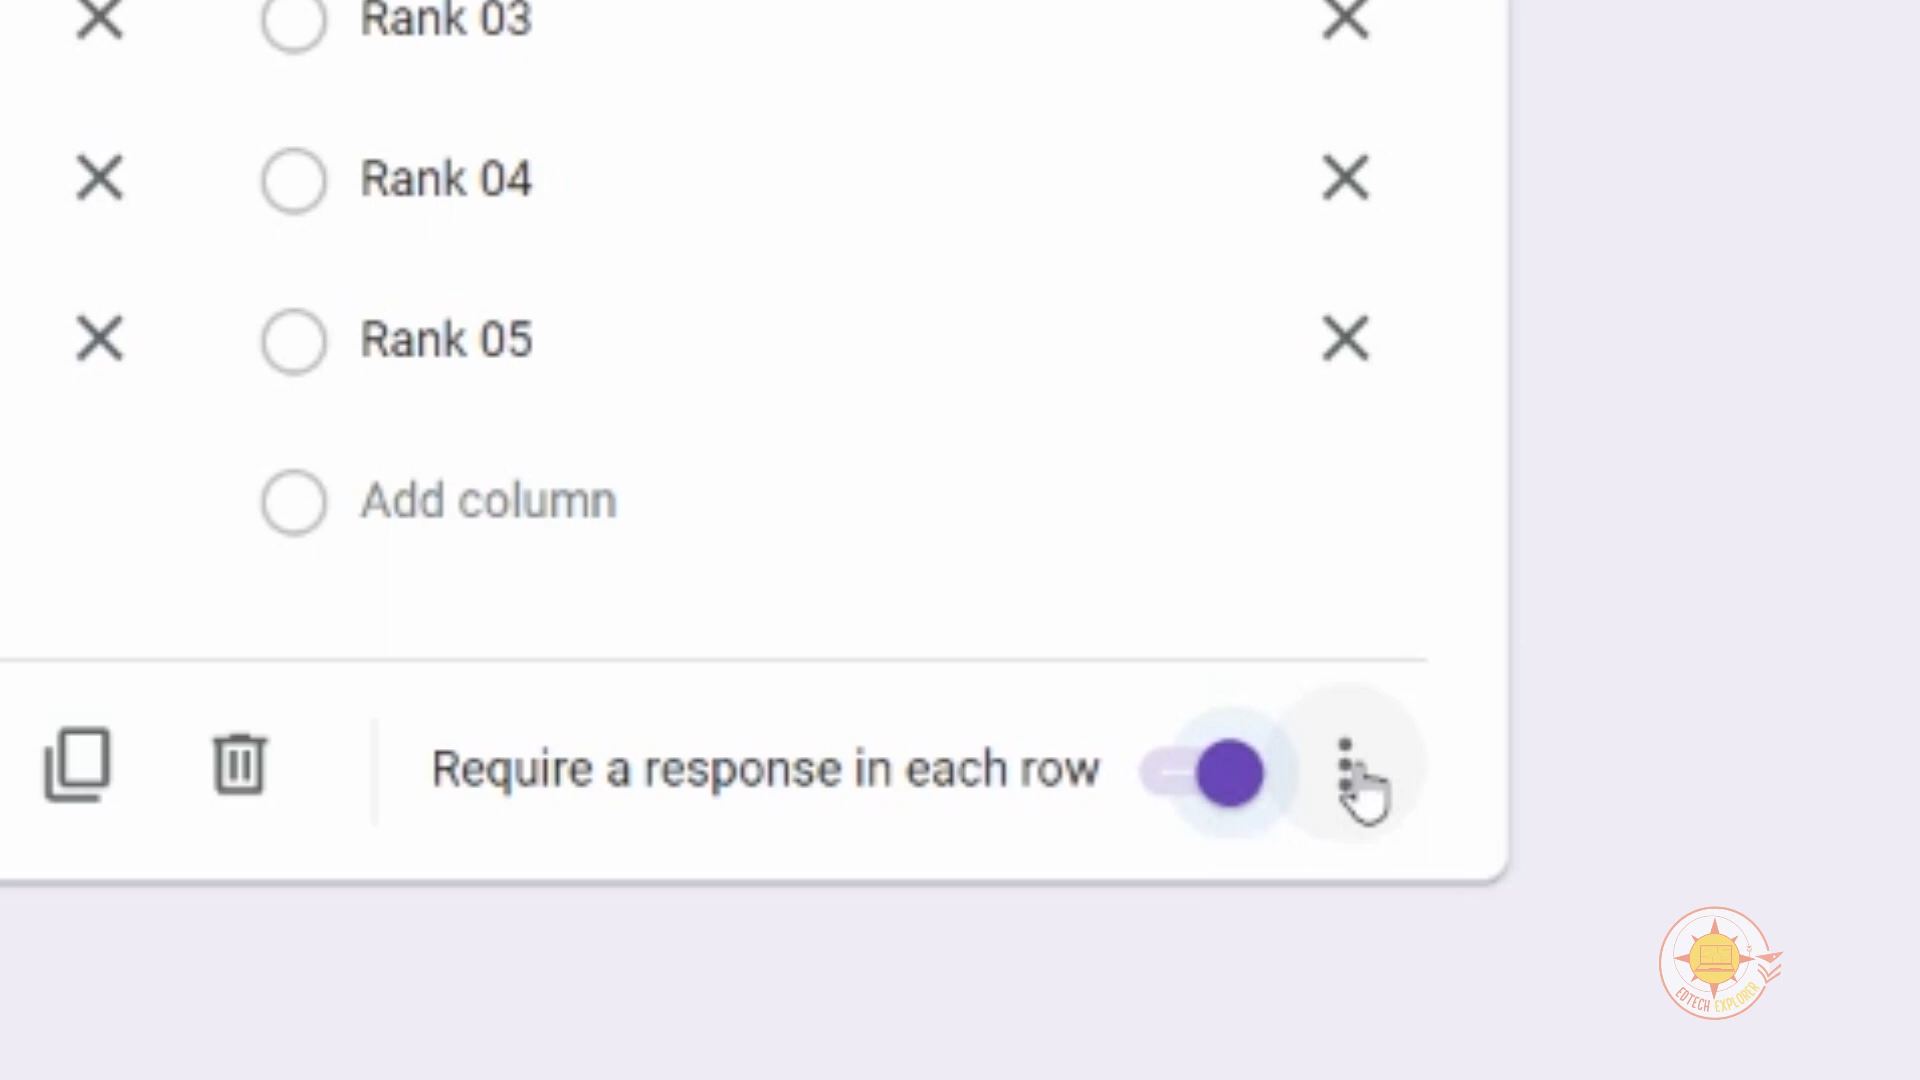 Rank 03
Rank 04
Rank 05
Add column
Require a response in each row
EDTECH EXPLORER